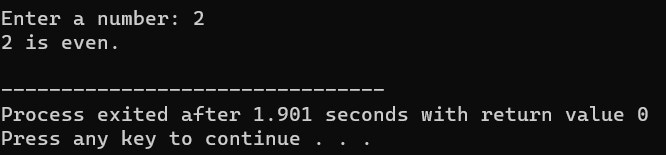 Enter a number: 2
2 is even.
--------------------------------
Process exited after 1.901 seconds with return value 0
Press any key to continue . . .